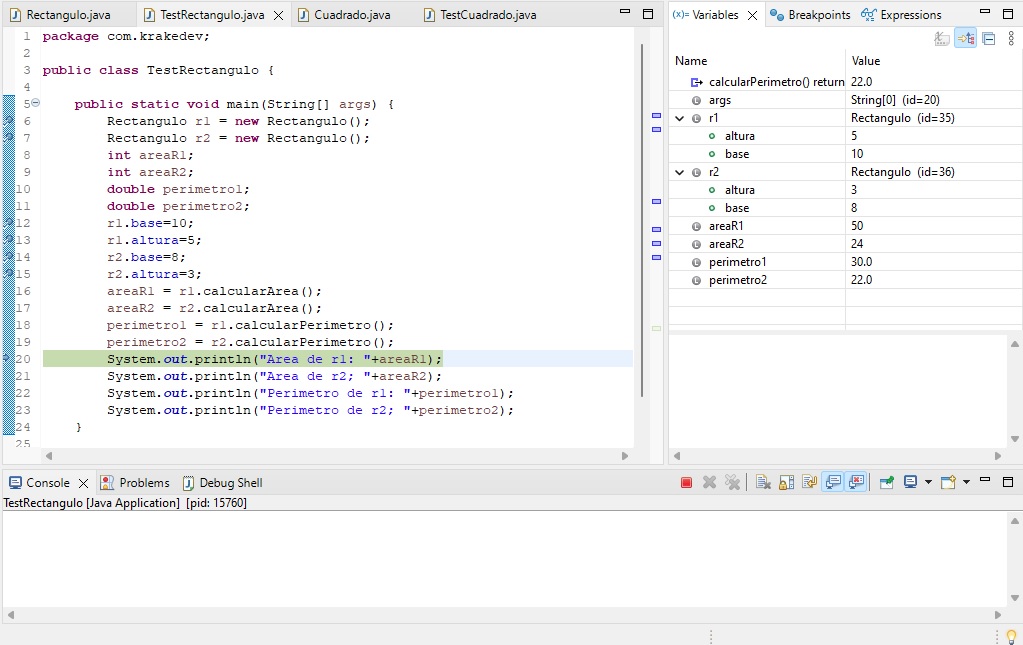 Rectangulo.java
TestRectangulo.java
Cuadrado.java
TestCuadrado.java
1 package com.krakedev;
2
3 public class TestRectangulo {
4
5 public static void main(String[] args) {
6 Rectangulo r1 = new Rectangulo();
7 Rectangulo r2 = new Rectangulo();
8 int areaR1;
9 int areaR2;
10 double perimetro1;
11 double perimetro2;
12 r1.base=10;
13 r1.altura=5;
14 r2.base=8;
15 r2.altura=3;
16 areaR1 = r1.calcularArea();
17 areaR2 = r2.calcularArea();
18 perimetro1 = r1.calcularPerimetro();
19 perimetro2 = r2.calcularPerimetro();
20 System.out.println("Area de r1: "+areaR1);
21 System.out.println("Area de r2; "+areaR2);
22 System.out.println("Perimetro de r1: "+perimetro1);
23 System.out.println("Perimetro de r2; "+perimetro2);
24 }
25
(x)= Variables
Breakpoints
Expressions
Name Value
calcularPerimetro() return 22.0
args String[0] (id=20)
r1 Rectangulo (id=35)
altura 5
base 10
r2 Rectangulo (id=36)
altura 3
base 8
areaR1 50
areaR2 24
perimetro1 30.0
perimetro2 22.0
Console
Problems
Debug Shell
TestRectangulo [Java Application] [pid: 15760]